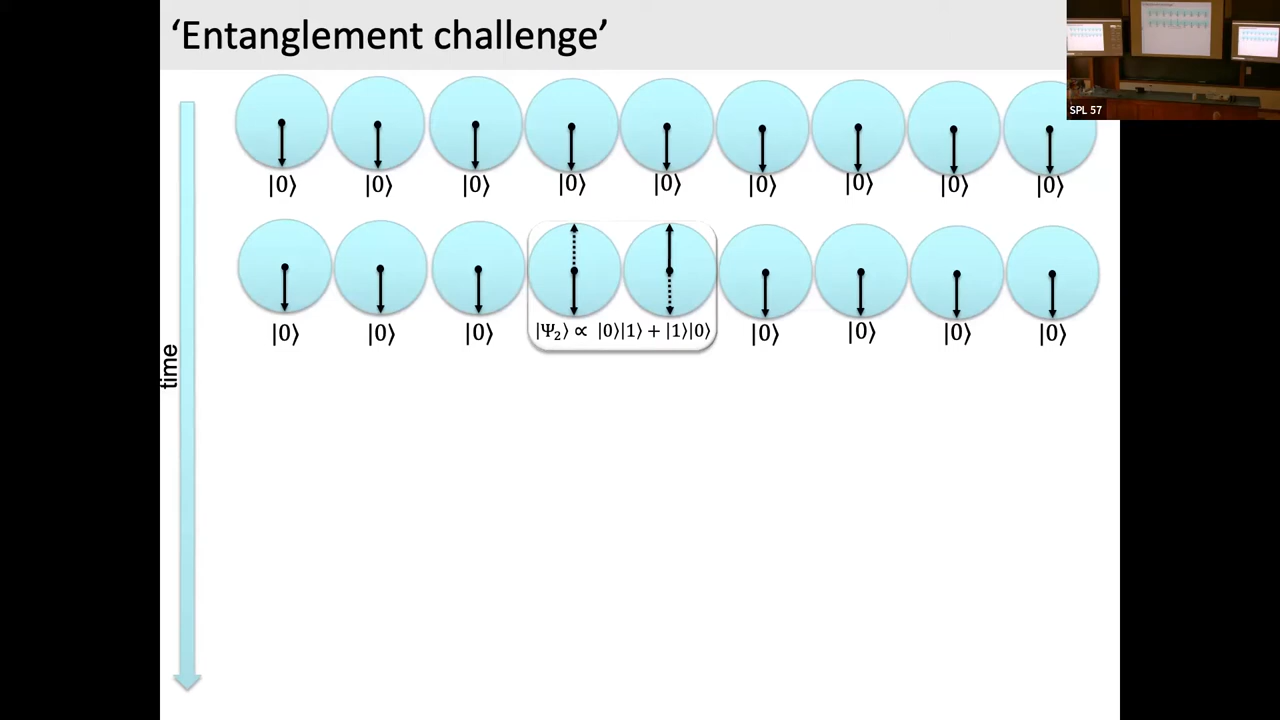 ‘Entanglement challenge’
SPL 57
|0⟩ |0⟩ |0⟩ |0⟩ |0⟩ |0⟩ |0⟩ |0⟩ |0⟩
|0⟩ |0⟩ |0⟩ |Ψ₂⟩ ∝ |0⟩|1⟩ + |1⟩|0⟩ |0⟩ |0⟩ |0⟩ |0⟩
time